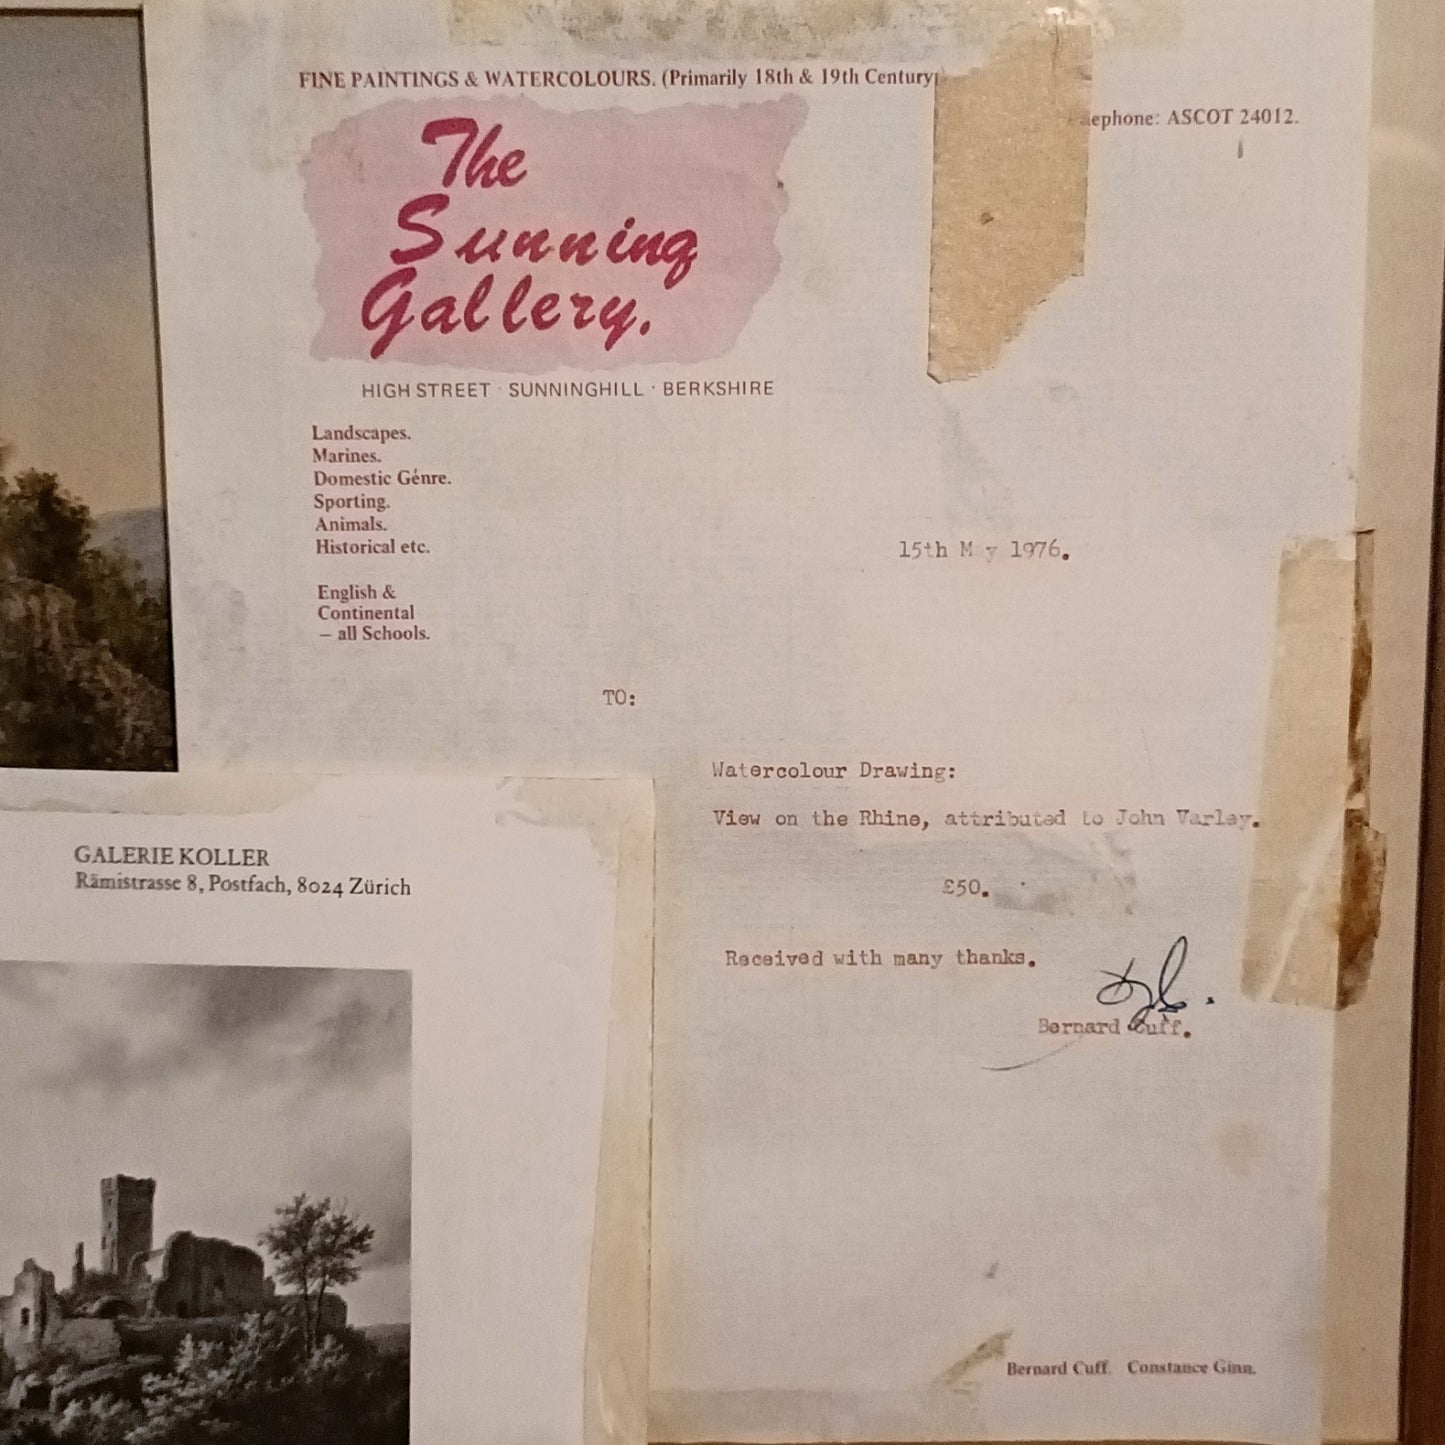 FINE PAINTINGS & WATERCOLOURS. (Primarily 18th & 19th Century
ephone: ASCOT 24012.
The
Sunning
Gallery.
HIGH STREET · SUNNINGHILL · BERKSHIRE
Landscapes.
Marines.
Domestic Génre.
Sporting.
Animals.
Historical etc.
English &
Continental
– all Schools.
15th M y 1976.
TO:
Watercolour Drawing:
View on the Rhine, attributed to John Varley.
£50.
Received with many thanks.
Bernard Cuff.
Bernard Cuff. Constance Ginn.
GALERIE KOLLER
Rämistrasse 8, Postfach, 8024 Zürich